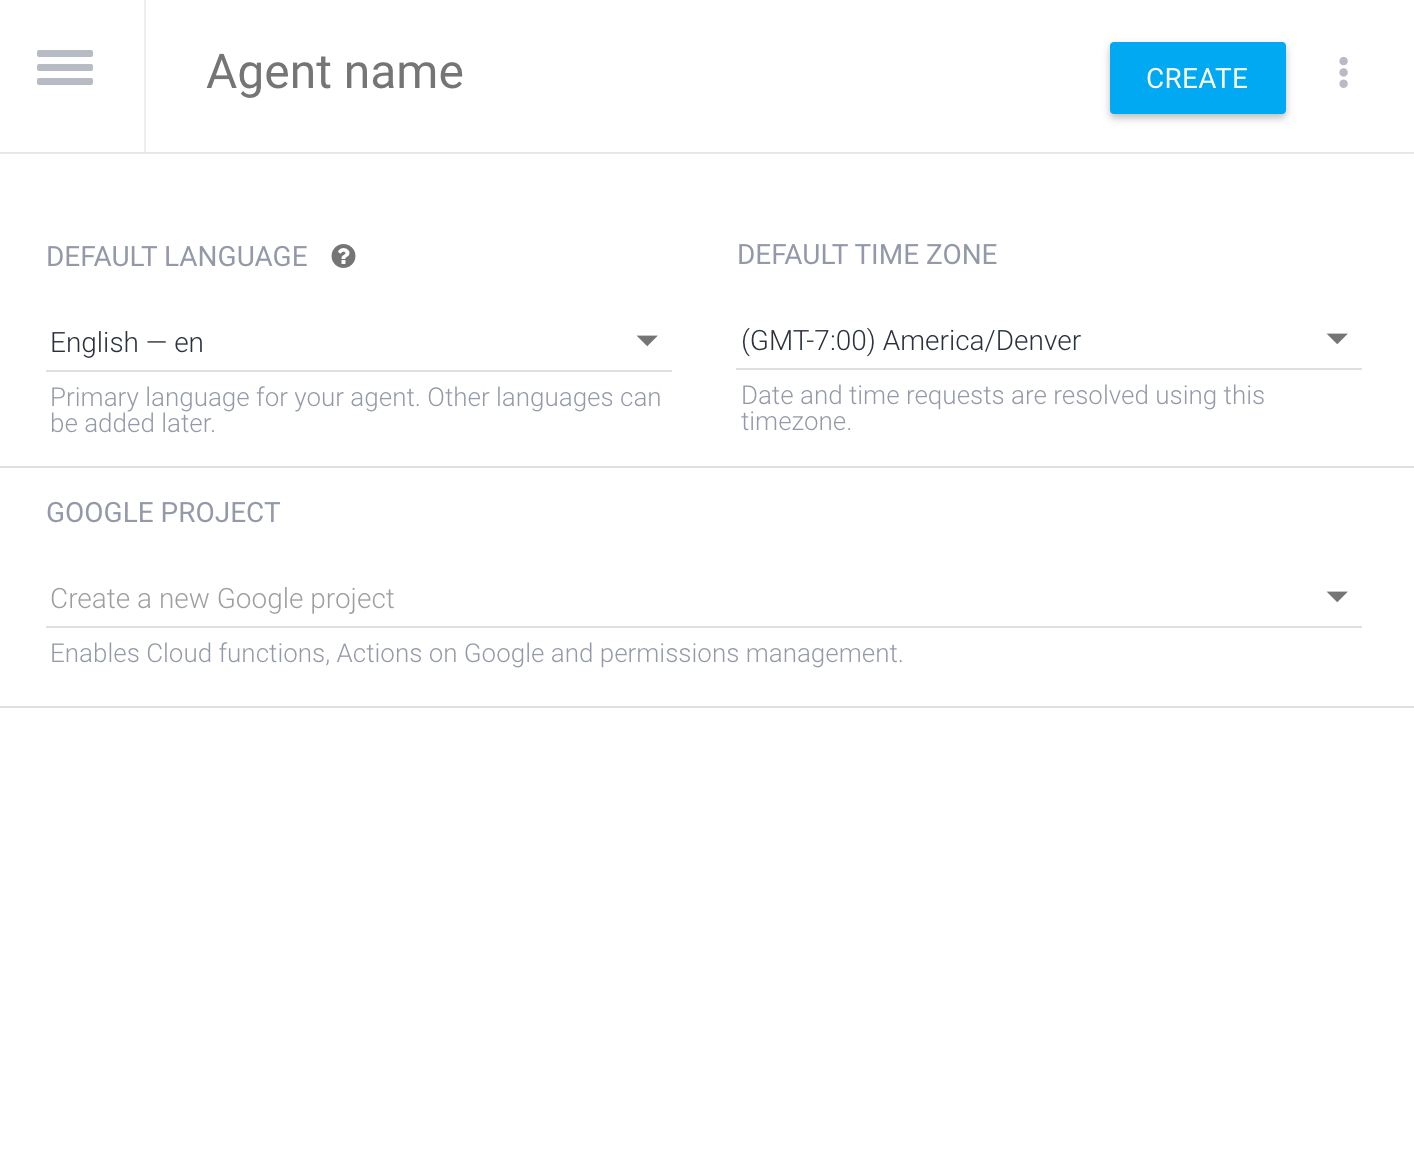 Agent name
CREATE
DEFAULT LANGUAGE
?
English — en
Primary language for your agent. Other languages can
be added later.
DEFAULT TIME ZONE
(GMT-7:00) America/Denver
Date and time requests are resolved using this
timezone.
GOOGLE PROJECT
Create a new Google project
Enables Cloud functions, Actions on Google and permissions management.